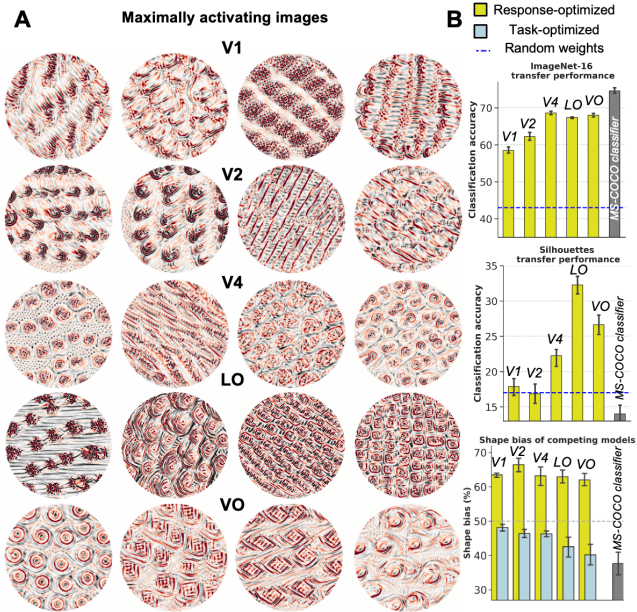 A
Maximally activating images
V1
V2
V4
LO
VO
B
Response-optimized
Task-optimized
Random weights
ImageNet-16
transfer performance
Classification accuracy
70
60
50
40
V1
V2
V4
LO
VO
MS-COCO classifier
Silhouettes
transfer performance
Classification accuracy
35
30
25
20
15
V1
V2
V4
LO
VO
MS-COCO classifier
Shape bias of competing models
Shape bias (%)
70
60
50
40
30
V1
V2
V4
LO
VO
MS-COCO classifier